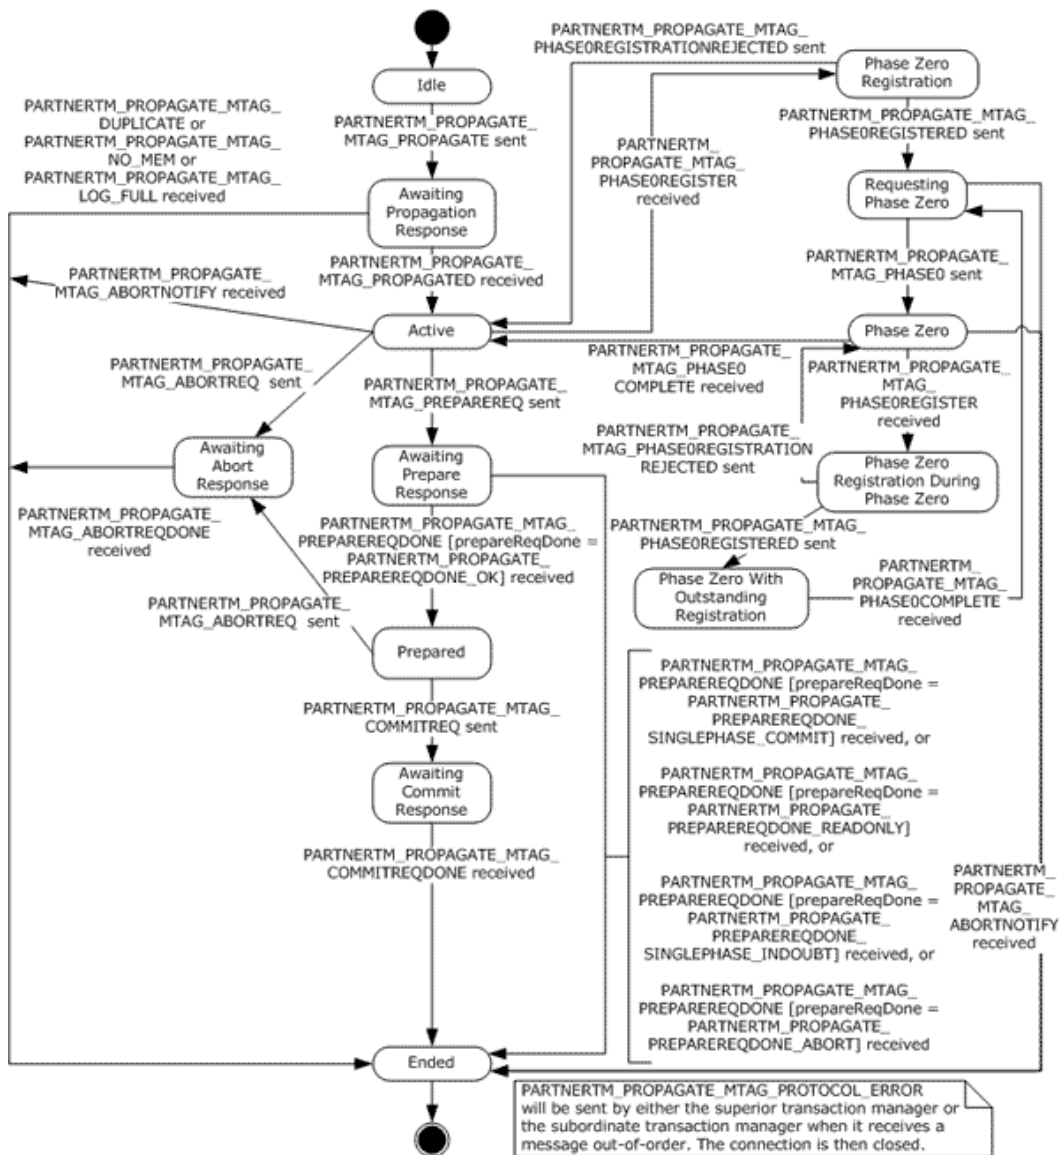 PARTNERTM_PROPAGATE_MTAG_
PHASE0REGISTRATIONREJECTED sent
Phase Zero
Registration
Idle
PARTNERTM_PROPAGATE_MTAG_
DUPLICATE or
PARTNERTM_PROPAGATE_MTAG_
NO_MEM or
PARTNERTM_PROPAGATE_MTAG_
LOG_FULL received
PARTNERTM_PROPAGATE_
MTAG_PROPAGATE sent
PARTNERTM_
PROPAGATE_MTAG_
PHASE0REGISTER
received
PARTNERTM_PROPAGATE_MTAG_
PHASE0REGISTERED sent
Awaiting
Propagation
Response
Requesting
Phase Zero
PARTNERTM_PROPAGATE_
MTAG_PROPAGATED received
PARTNERTM_PROPAGATE_
MTAG_PHASE0 sent
PARTNERTM_PROPAGATE_
MTAG_ABORTNOTIFY received
Active
Phase Zero
PARTNERTM_PROPAGATE_
MTAG_ABORTREQ sent
PARTNERTM_PROPAGATE_
MTAG_PREPAREREQ sent
PARTNERTM_PROPAGATE_
MTAG_PHASE0
COMPLETE received
PARTNERTM_PROPAGATE_
MTAG_
PHASE0REGISTER
received
Awaiting
Abort
Response
Awaiting
Prepare
Response
PARTNERTM_PROPAGATE_
MTAG_PHASE0REGISTRATION
REJECTED sent
Phase Zero
Registration During
Phase Zero
PARTNERTM_PROPAGATE_
MTAG_ABORTREQDONE
received
PARTNERTM_PROPAGATE_MTAG_
PREPAREREQDONE [prepareReqDone =
PARTNERTM_PROPAGATE_
PREPAREREQDONE_OK] received
PARTNERTM_PROPAGATE_MTAG_
PHASE0REGISTERED sent
Phase Zero With
Outstanding
Registration
PARTNERTM_
PROPAGATE_MTAG_
PHASE0COMPLETE
received
PARTNERTM_PROPAGATE_
MTAG_ABORTREQ sent
Prepared
PARTNERTM_PROPAGATE_MTAG_
COMMITREQ sent
Awaiting
Commit
Response
PARTNERTM_PROPAGATE_MTAG_
COMMITREQDONE received
PARTNERTM_PROPAGATE_MTAG_
PREPAREREQDONE [prepareReqDone =
PARTNERTM_PROPAGATE_
PREPAREREQDONE_
SINGLEPHASE_COMMIT] received, or
PARTNERTM_PROPAGATE_MTAG_
PREPAREREQDONE [prepareReqDone =
PARTNERTM_PROPAGATE_
PREPAREREQDONE_READONLY]
received, or
PARTNERTM_PROPAGATE_MTAG_
PREPAREREQDONE [prepareReqDone =
PARTNERTM_PROPAGATE_
PREPAREREQDONE_
SINGLEPHASE_INDOUBT] received, or
PARTNERTM_PROPAGATE_MTAG_
PREPAREREQDONE [prepareReqDone =
PARTNERTM_PROPAGATE_
PREPAREREQDONE_ABORT] received
PARTNERTM_
PROPAGATE_
MTAG_
ABORTNOTIFY
received
Ended
PARTNERTM_PROPAGATE_MTAG_PROTOCOL_ERROR
will be sent by either the superior transaction manager or
the subordinate transaction manager when it receives a
message out-of-order. The connection is then closed.